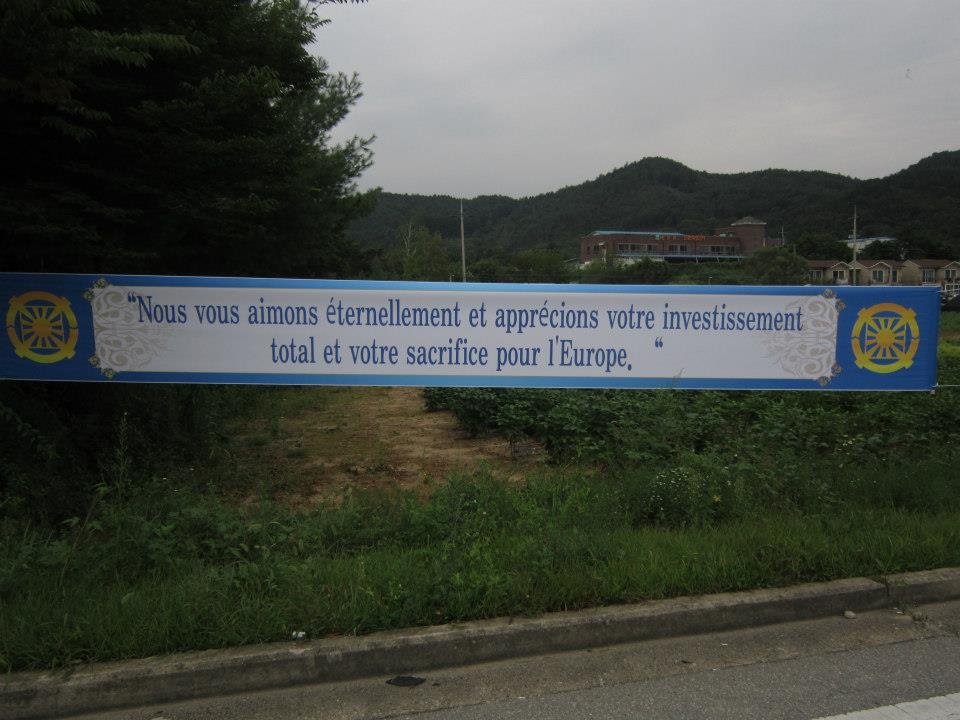 “Nous vous aimons éternellement et apprécions votre investissement
total et votre sacrifice pour l'Europe. “